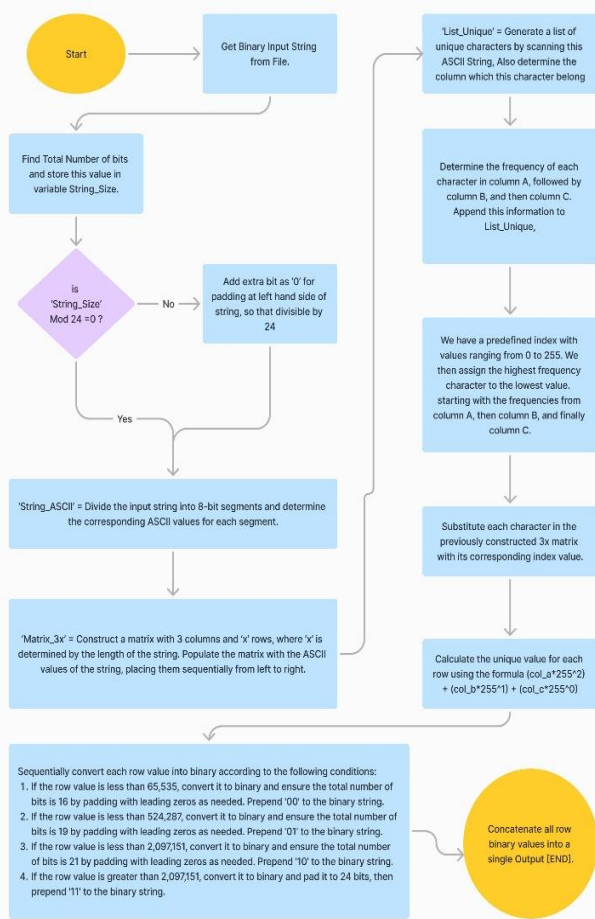 Start
Get Binary Input String
from File.
Find Total Number of bits
and store this value in
variable String_Size.
is
'String_Size'
Mod 24 =0 ?
No
Add extra bit as '0' for
padding at left hand side of
string, so that divisible by
24
Yes
'String_ASCII' = Divide the input string into 8-bit segments and determine
the corresponding ASCII values for each segment.
'Matrix_3x' = Construct a matrix with 3 columns and 'x' rows, where 'x' is
determined by the length of the string. Populate the matrix with the ASCII
values of the string, placing them sequentially from left to right.
'List_Unique' = Generate a list of
unique characters by scanning this
ASCII String, Also determine the
column which this character belong
Determine the frequency of each
character in column A, followed by
column B, and then column C.
Append this information to
List_Unique,
We have a predefined index with
values ranging from 0 to 255. We
then assign the highest frequency
character to the lowest value.
starting with the frequencies from
column A, then column B, and finally
column C.
Substitute each character in the
previously constructed 3x matrix
with its corresponding index value.
Calculate the unique value for each
row using the formula (col_a*255^2)
+ (col_b*255^1) + (col_c*255^0)
Sequentially convert each row value into binary according to the following conditions:
1. If the row value is less than 65,535, convert it to binary and ensure the total number of
bits is 16 by padding with leading zeros as needed. Prepend '00' to the binary string.
2. If the row value is less than 524,287, convert it to binary and ensure the total number of
bits is 19 by padding with leading zeros as needed. Prepend '01' to the binary string.
3. If the row value is less than 2,097,151, convert it to binary and ensure the total number
of bits is 21 by padding with leading zeros as needed. Prepend '10' to the binary string.
4. If the row value is greater than 2,097,151, convert it to binary and pad it to 24 bits, then
prepend '11' to the binary string.
Concatenate all row
binary values into a
single Output [END].